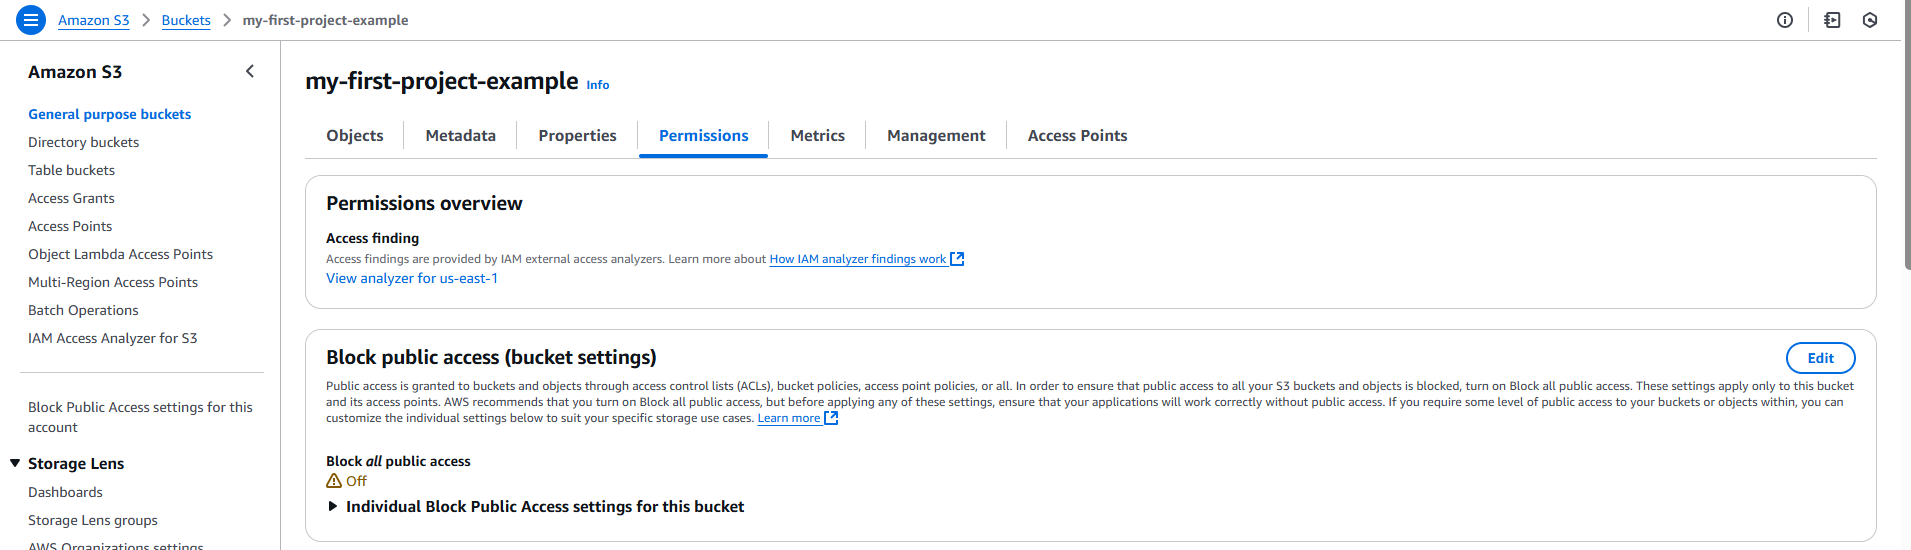 Amazon S3 > Buckets > my-first-project-example
Amazon S3
General purpose buckets
Directory buckets
Table buckets
Access Grants
Access Points
Object Lambda Access Points
Multi-Region Access Points
Batch Operations
IAM Access Analyzer for S3
Block Public Access settings for this
account
Storage Lens
Dashboards
Storage Lens groups
AWS Organizations settings
my-first-project-example Info
Objects Metadata Properties Permissions Metrics Management Access Points
Permissions overview
Access finding
Access findings are provided by IAM external access analyzers. Learn more about How IAM analyzer findings work
View analyzer for us-east-1
Block public access (bucket settings)
Edit
Public access is granted to buckets and objects through access control lists (ACLs), bucket policies, access point policies, or all. In order to ensure that public access to all your S3 buckets and objects is blocked, turn on Block all public access. These settings apply only to this bucket
and its access points. AWS recommends that you turn on Block all public access, but before applying any of these settings, ensure that your applications will work correctly without public access. If you require some level of public access to your buckets or objects within, you can
customize the individual settings below to suit your specific storage use cases. Learn more
Block all public access
Off
Individual Block Public Access settings for this bucket